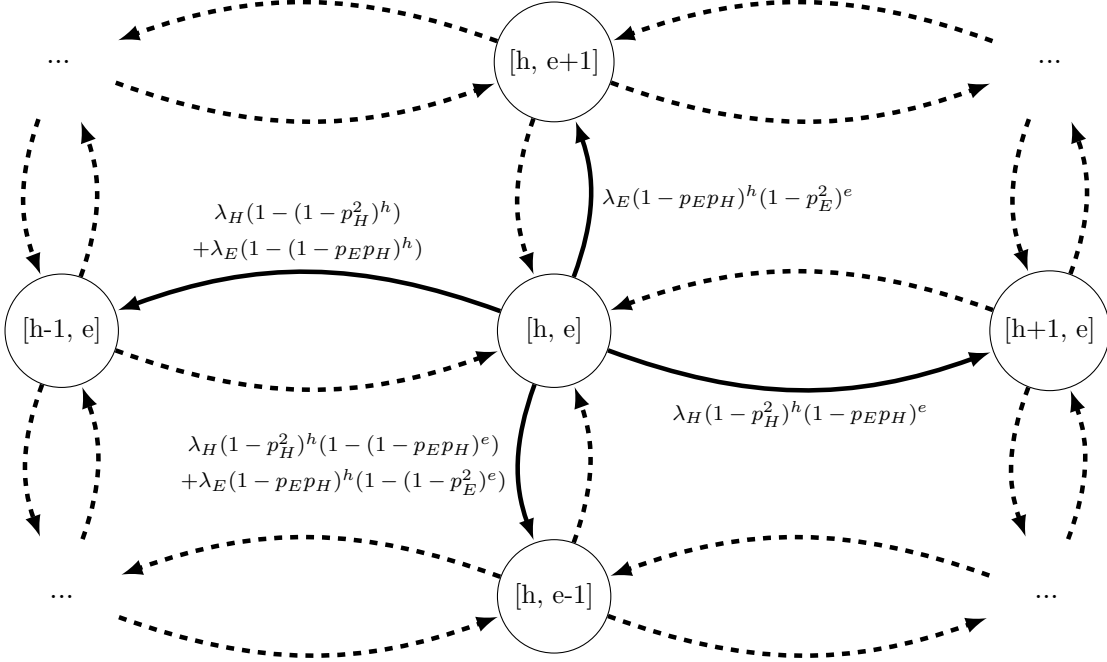 ... [h, e+1] ...
λ_E(1 − p_E p_H)^h(1 − p_E^2)^e
λ_H(1 − (1 − p_H^2)^h)
+λ_E(1 − (1 − p_E p_H)^h)
[h-1, e] [h, e] [h+1, e]
λ_H(1 − p_H^2)^h(1 − p_E p_H)^e
λ_H(1 − p_H^2)^h(1 − (1 − p_E p_H)^e)
+λ_E(1 − p_E p_H)^h(1 − (1 − p_E^2)^e)
... [h, e-1] ...